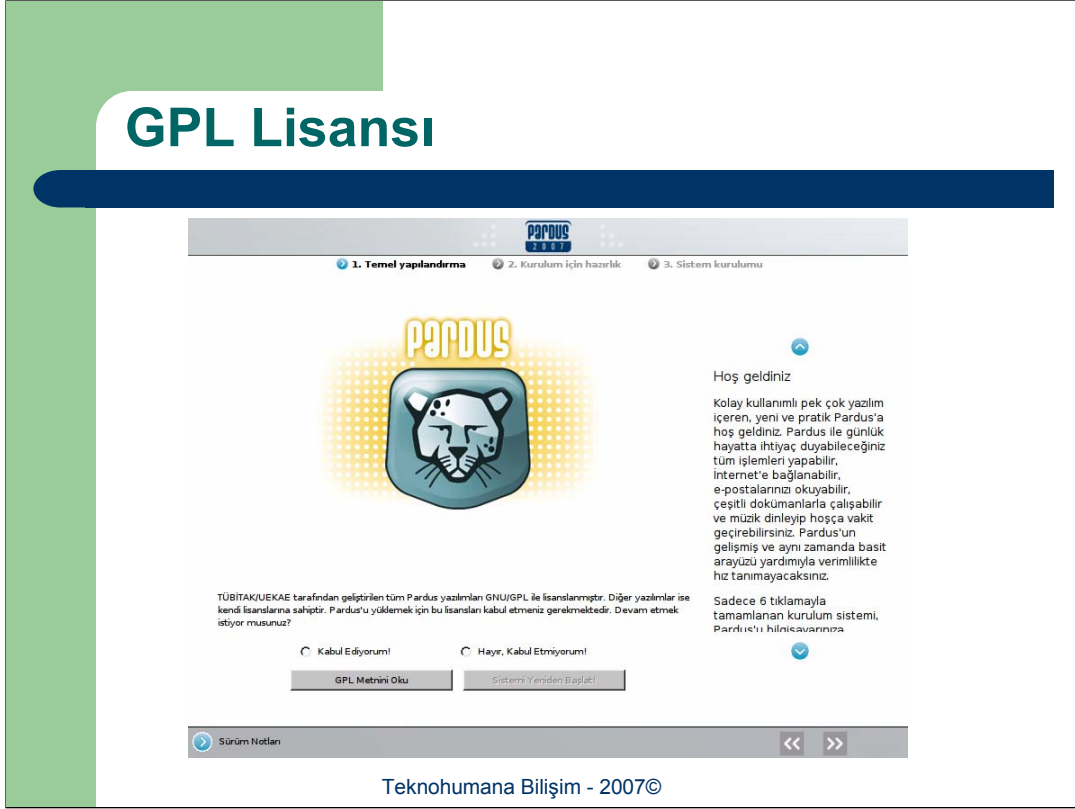 GPL Lisansı
PARDUS
2007
1. Temel yapılandırma 2. Kurulum için hazırlık 3. Sistem kurulumu
PARDUS
Hoş geldiniz
Kolay kullanımlı pek çok yazılım
içeren, yeni ve pratik Pardus'a
hoş geldiniz. Pardus ile günlük
hayatta ihtiyaç duyabileceğiniz
tüm işlemleri yapabilir,
İnternet'e bağlanabilir,
e-postalarınızı okuyabilir,
çeşitli dokümanlarla çalışabilir
ve müzik dinleyip hoşça vakit
geçirebilirsiniz. Pardus'un
gelişmiş ve aynı zamanda basit
arayüzü yardımıyla verimlilikte
hız tanımayacaksınız.
Sadece 6 tıklamayla
tamamlanan kurulum sistemi,
Pardus'u bilgisayarınıza
TÜBİTAK/UEKAE tarafından geliştirilen tüm Pardus yazılımları GNU/GPL ile lisanslanmıştır. Diğer yazılımlar ise
kendi lisanslarına sahiptir. Pardus'u yüklemek için bu lisansları kabul etmeniz gerekmektedir. Devam etmek
istiyor musunuz?
Kabul Ediyorum! Hayır, Kabul Etmiyorum!
GPL Metnini Oku Sistemi Yeniden Başlat!
Sürüm Notları
Teknohumana Bilişim - 2007©